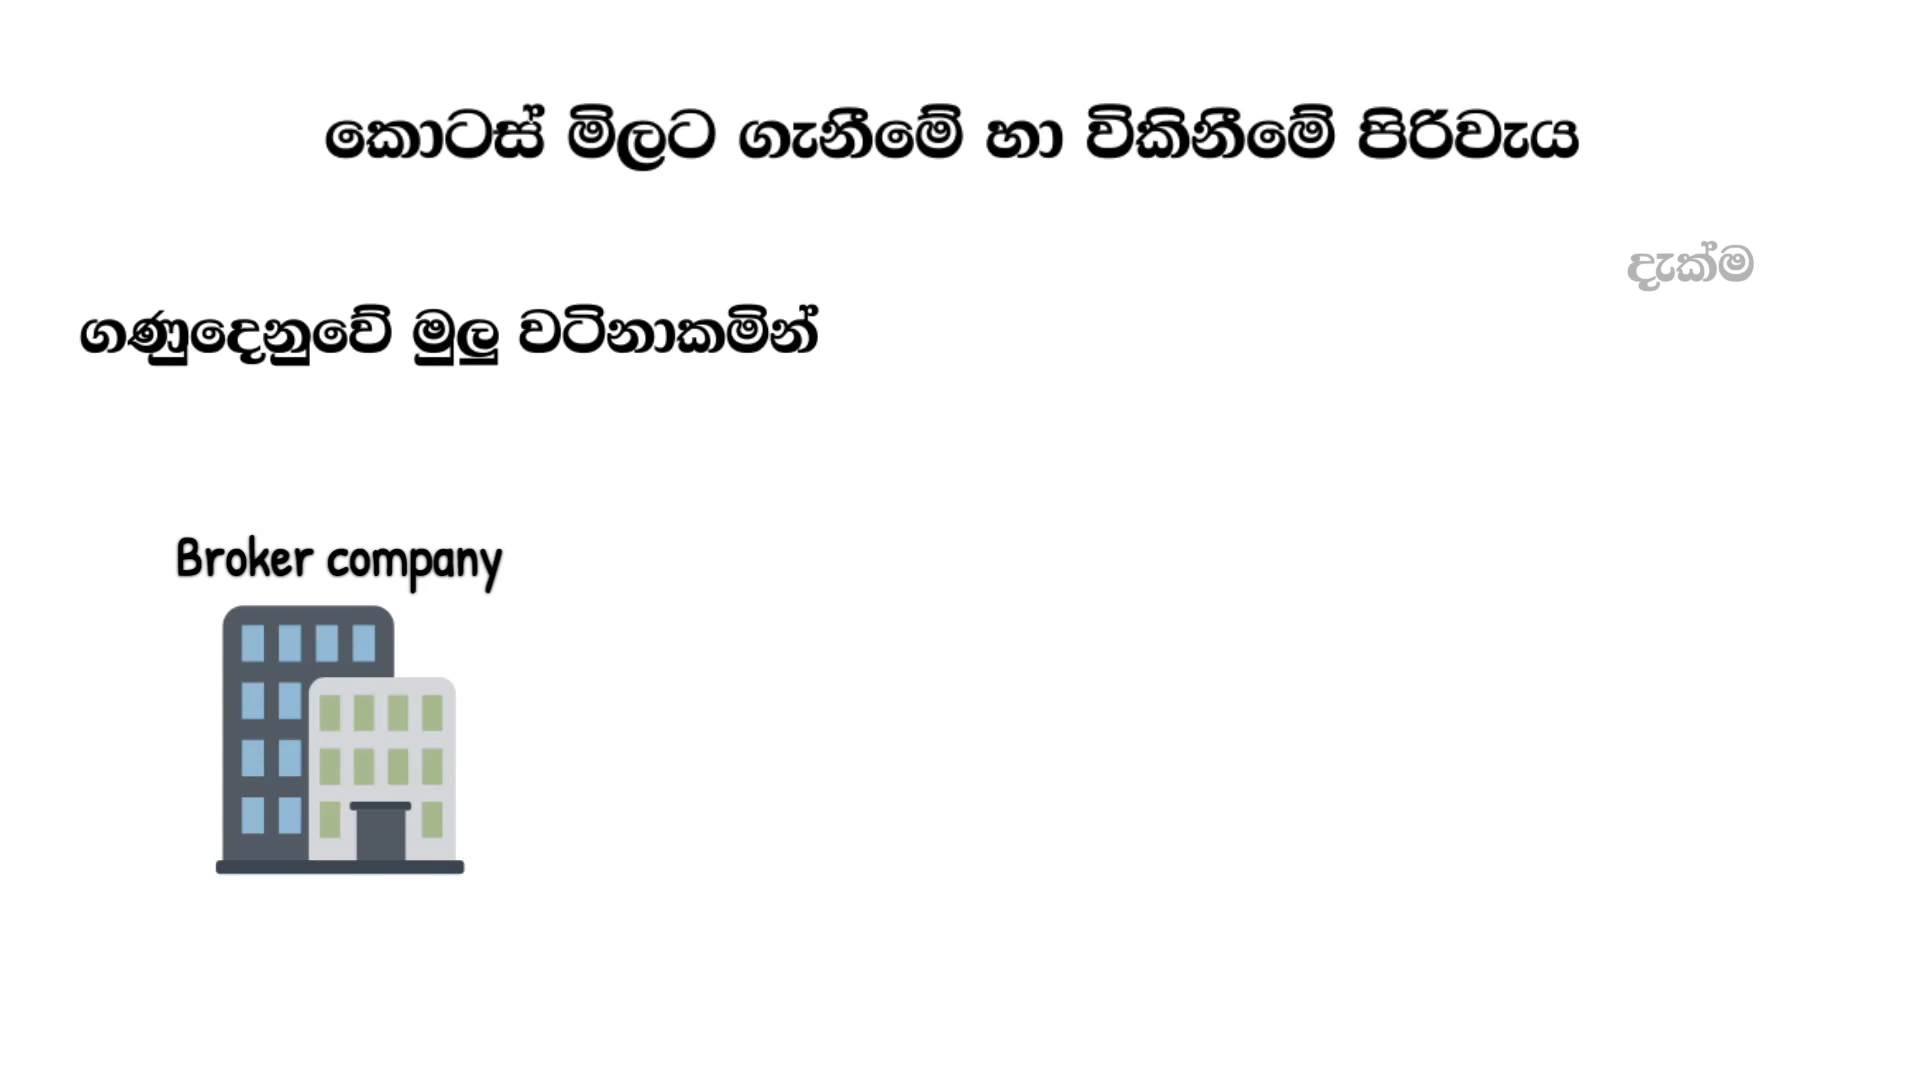 කොටස් මිලට ගැනීමේ හා විකිනීමේ පිරිවැය
දැක්ම
ගණුදෙනුවේ මුලු වටිනාකමින්
Broker company